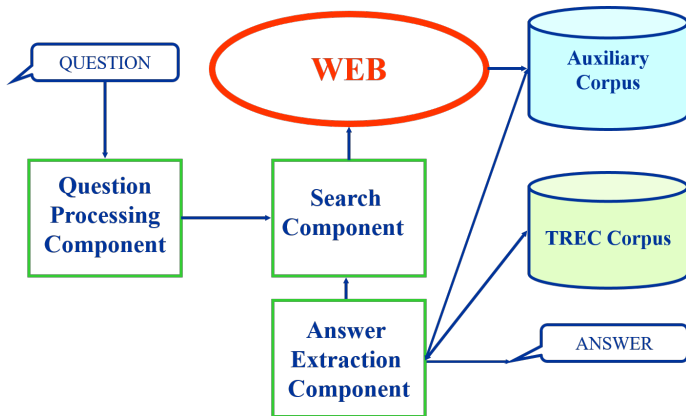 QUESTION
WEB
Auxiliary
Corpus
Question
Processing
Component
Search
Component
TREC Corpus
Answer
Extraction
Component
ANSWER